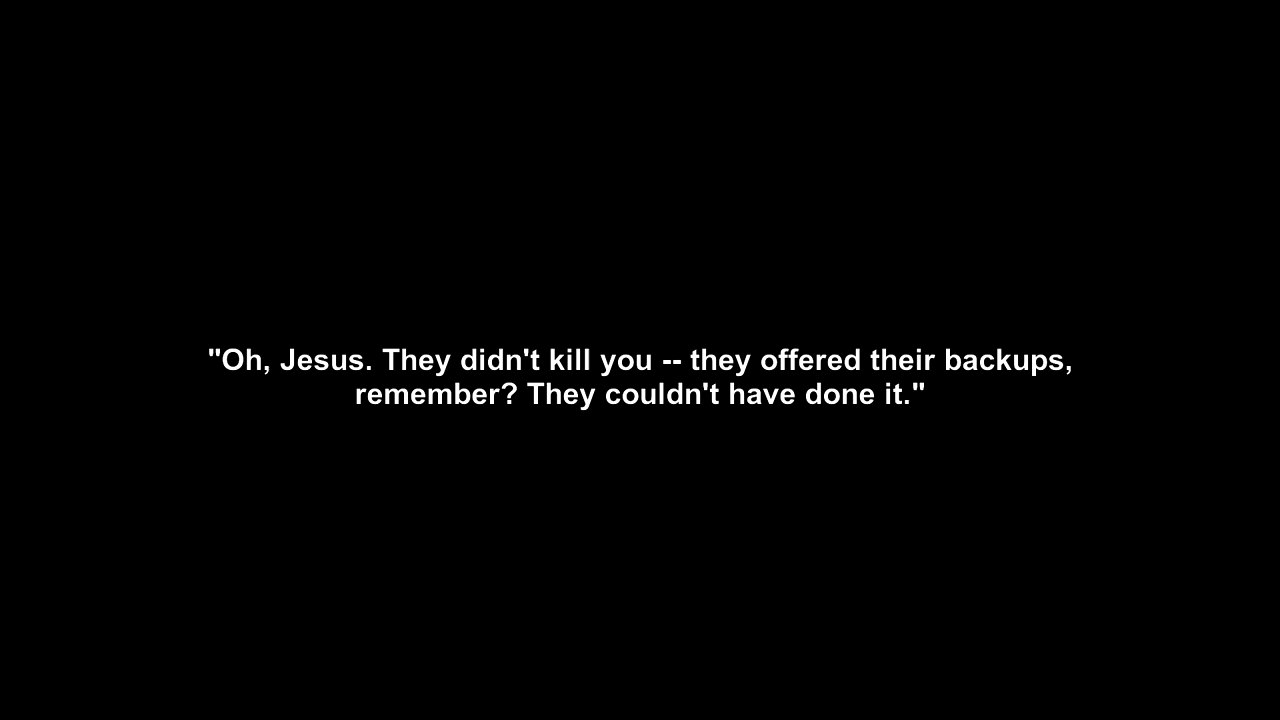 "Oh, Jesus. They didn't kill you -- they offered their backups,
remember? They couldn't have done it."